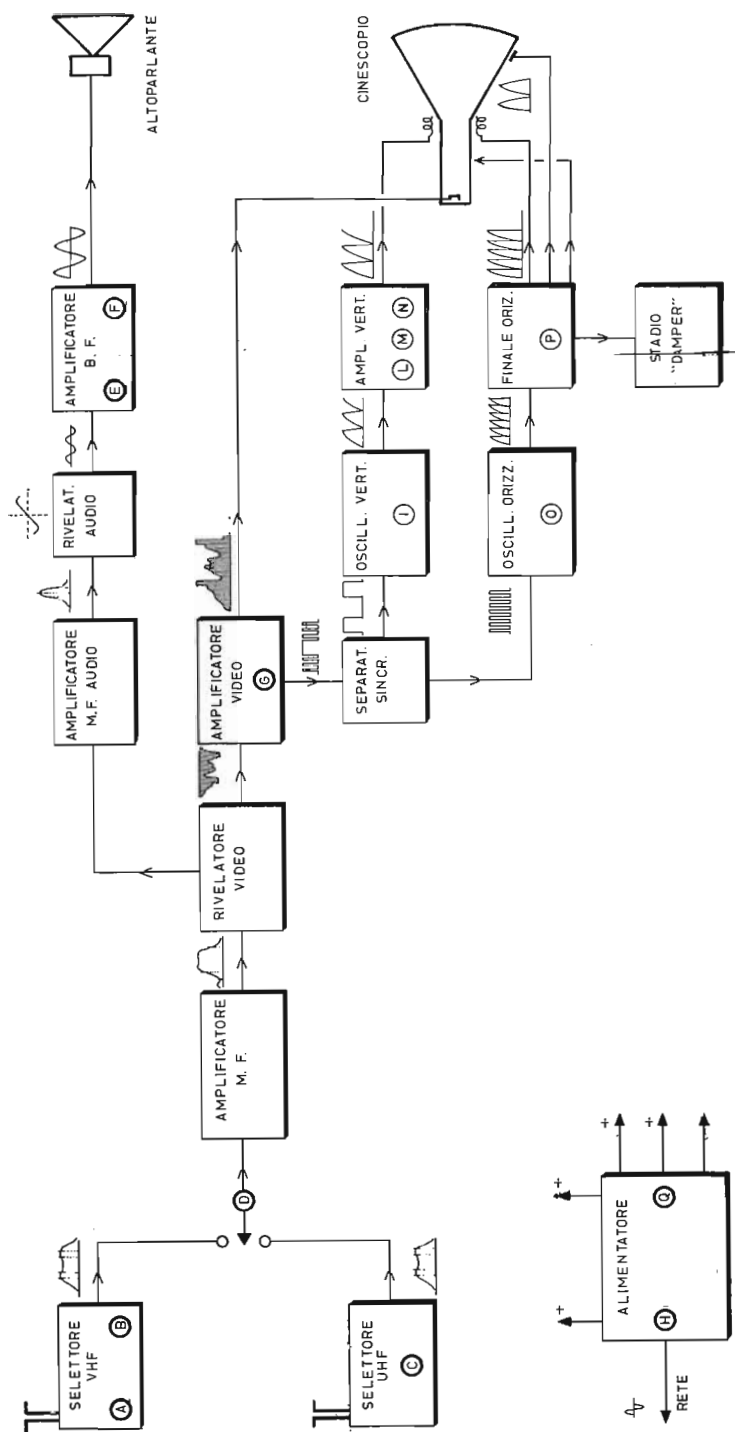 SELETTORE
VHF
A
B
SELETTORE
UHF
C
D
AMPLIFICATORE
M. F.
RIVELATORE
VIDEO
AMPLIFICATORE
M.F. AUDIO
RIVELAT.
AUDIO
AMPLIFICATORE
B. F.
E
F
ALTOPARLANTE
AMPLIFICATORE
VIDEO
G
SEPARAT.
SINCR.
OSCILL. VERT.
I
AMPL VERT.
L M N
CINESCOPIO
OSCILL. ORIZZ.
O
FINALE ORIZ.
P
STADIO
"DAMPER"
ALIMENTATORE
H
Q
RETE
+
+
+
+